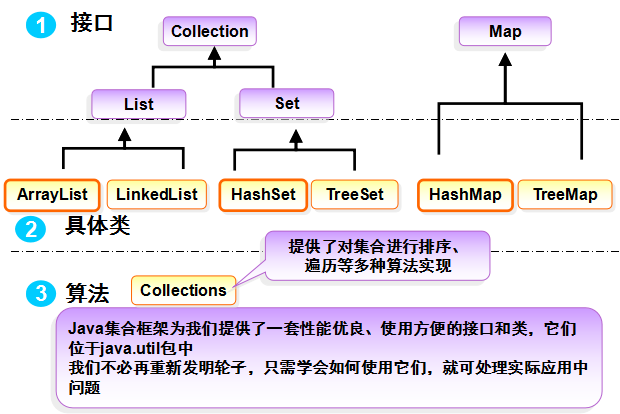 1 接口
Collection
Map
List
Set
ArrayList
LinkedList
HashSet
TreeSet
HashMap
TreeMap
2 具体类
提供了对集合进行排序、
遍历等多种算法实现
3 算法
Collections
Java集合框架为我们提供了一套性能优良、使用方便的接口和类，它们
位于java.util包中
我们不必再重新发明轮子，只需学会如何使用它们，就可处理实际应用中
问题